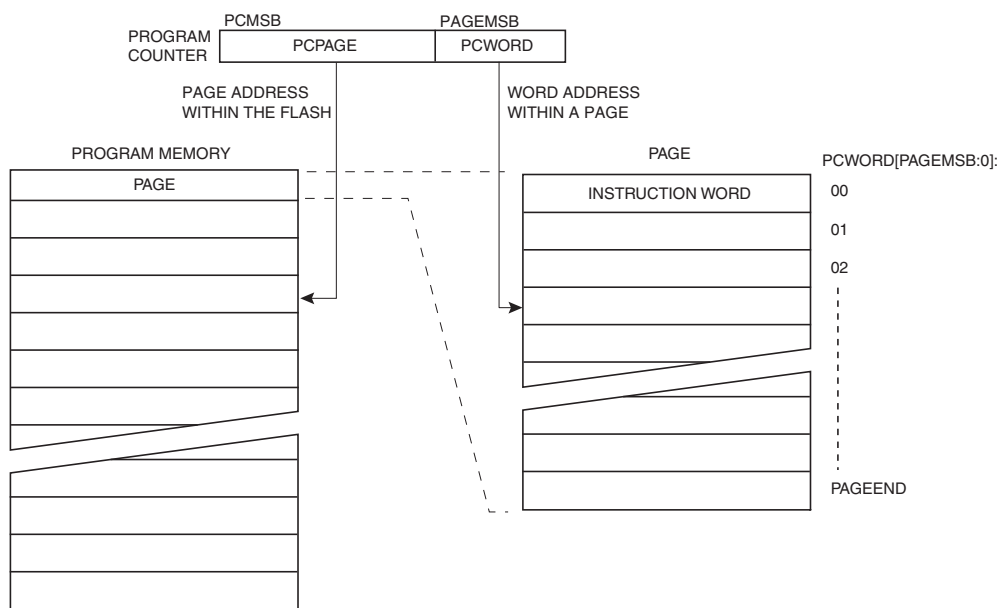 PCMSB
PAGEMSB
PROGRAM
COUNTER
PCPAGE
PCWORD
PAGE ADDRESS
WITHIN THE FLASH
WORD ADDRESS
WITHIN A PAGE
PROGRAM MEMORY
PAGE
PCWORD[PAGEMSB:0]:
PAGE
INSTRUCTION WORD
00
01
02
PAGEEND